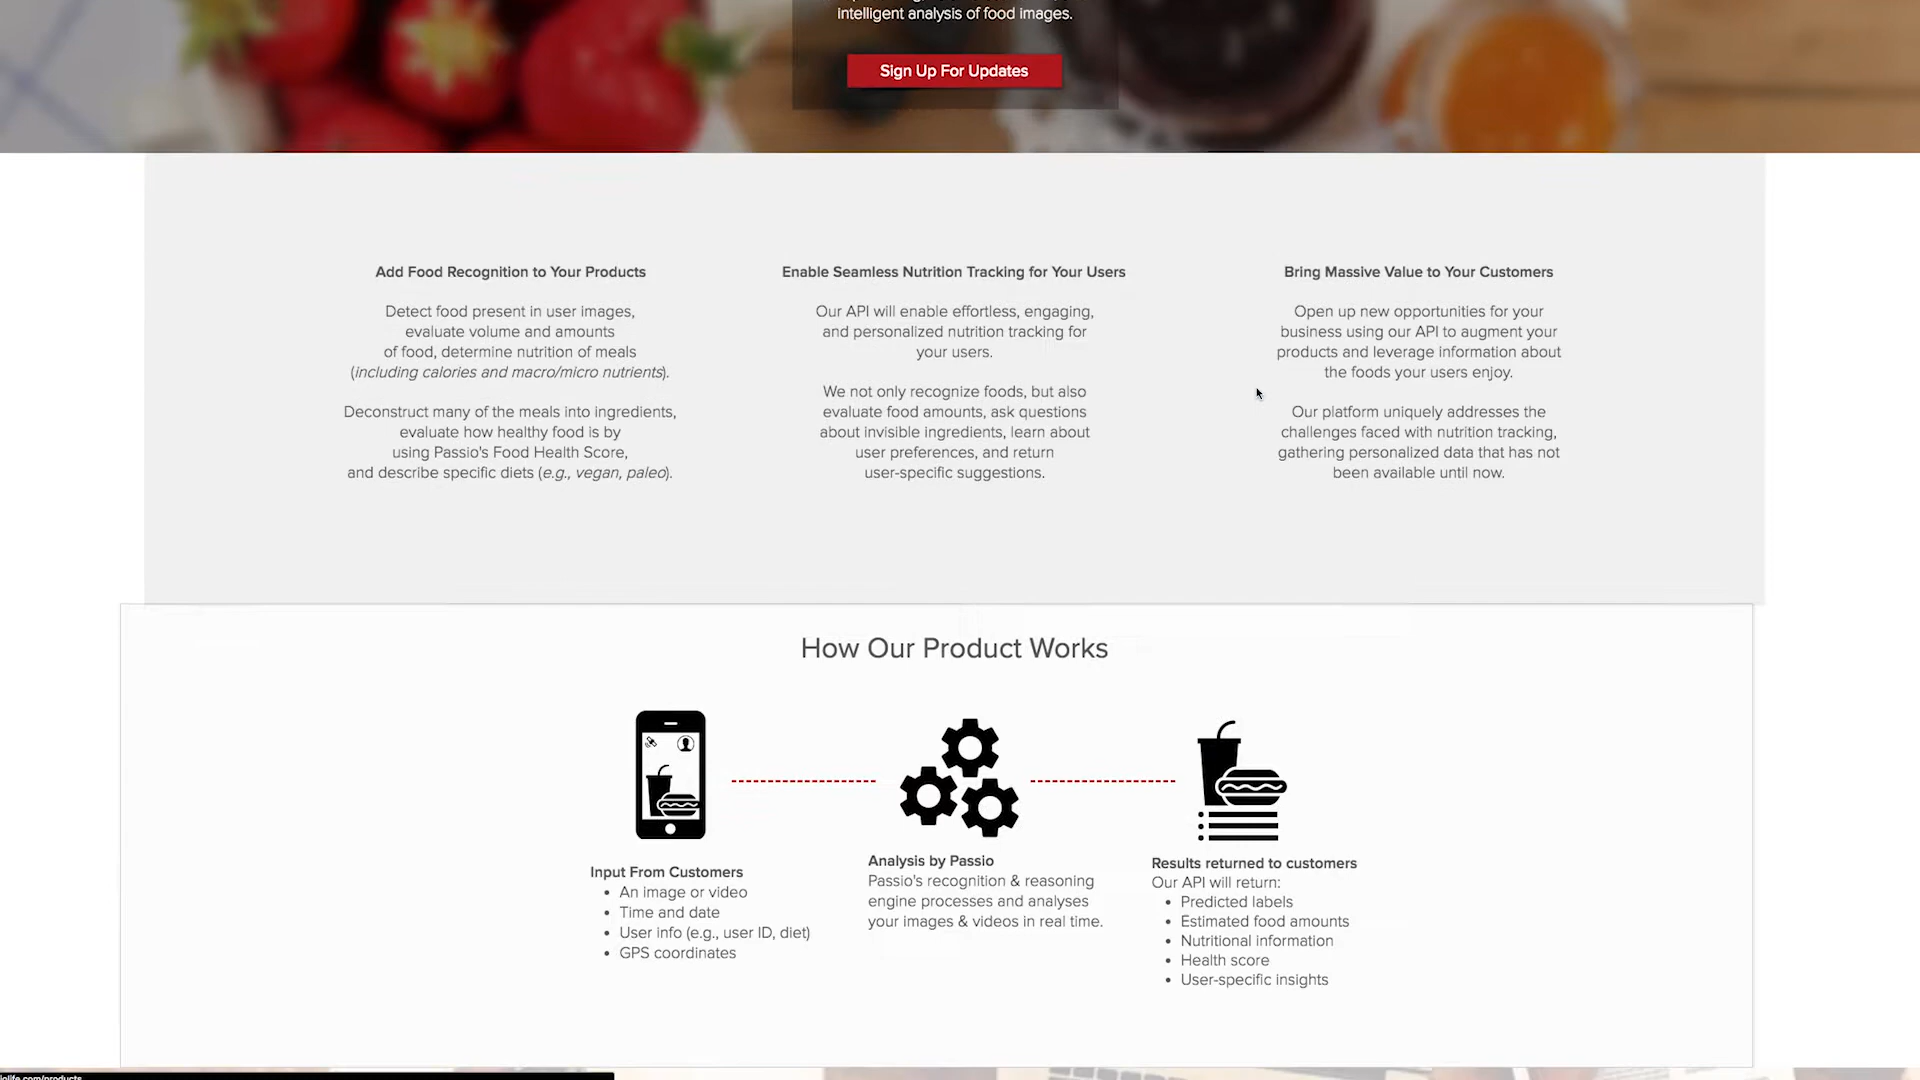 intelligent analysis of food images.
Sign Up For Updates
Add Food Recognition to Your Products
Detect food present in user images,
evaluate volume and amounts
of food, determine nutrition of meals
(including calories and macro/micro nutrients).
Deconstruct many of the meals into ingredients,
evaluate how healthy food is by
using Passio's Food Health Score,
and describe specific diets (e.g., vegan, paleo).
Enable Seamless Nutrition Tracking for Your Users
Our API will enable effortless, engaging,
and personalized nutrition tracking for
your users.
We not only recognize foods, but also
evaluate food amounts, ask questions
about invisible ingredients, learn about
user preferences, and return
user-specific suggestions.
Bring Massive Value to Your Customers
Open up new opportunities for your
business using our API to augment your
products and leverage information about
the foods your users enjoy.
Our platform uniquely addresses the
challenges faced with nutrition tracking,
gathering personalized data that has not
been available until now.
How Our Product Works
Input From Customers
• An image or video
• Time and date
• User info (e.g., user ID, diet)
• GPS coordinates
Analysis by Passio
Passio's recognition & reasoning
engine processes and analyses
your images & videos in real time.
Results returned to customers
Our API will return:
• Predicted labels
• Estimated food amounts
• Nutritional information
• Health score
• User-specific insights